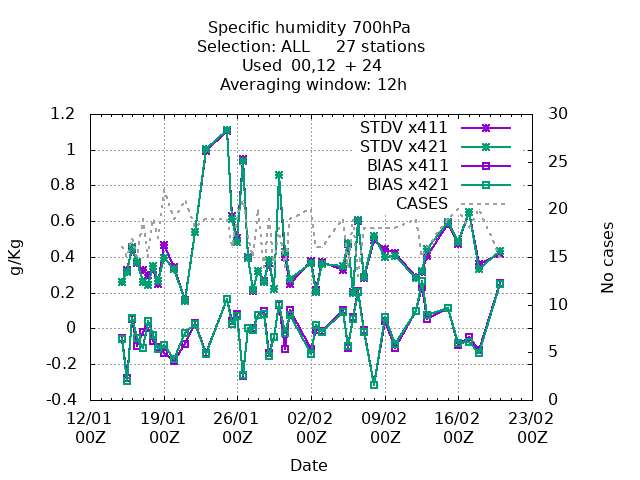 Specific humidity 700hPa
Selection: ALL 27 stations
Used 00,12 + 24
Averaging window: 12h
1.2
1
0.8
0.6
0.4
0.2
0
-0.2
-0.4
g/Kg
30
25
20
15
10
5
0
No cases
STDV x411
STDV x421
BIAS x411
BIAS x421
CASES
12/01 19/01 26/01 02/02 09/02 16/02 23/02
00Z 00Z 00Z 00Z 00Z 00Z 00Z
Date